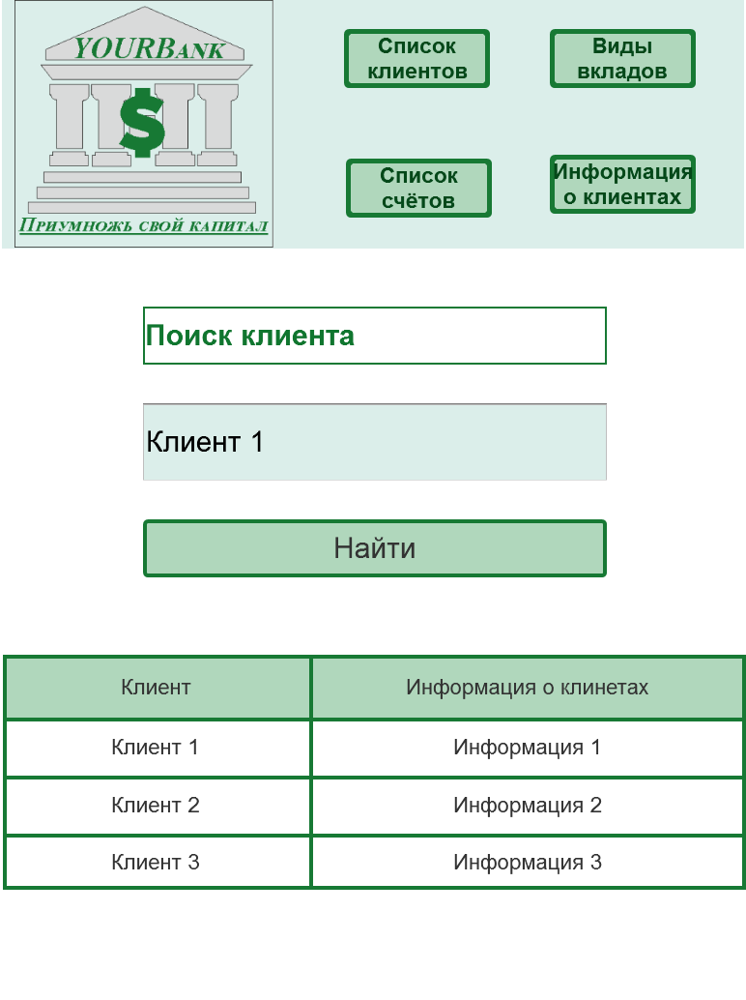 YOURBANK
$
ПРИУМНОЖЬ СВОЙ КАПИТАЛ
Список
клиентов
Виды
вкладов
Список
счётов
Информация
о клиентах
Поиск клиента
Клиент 1
Найти
Клиент
Информация о клинетах
Клиент 1
Информация 1
Клиент 2
Информация 2
Клиент 3
Информация 3